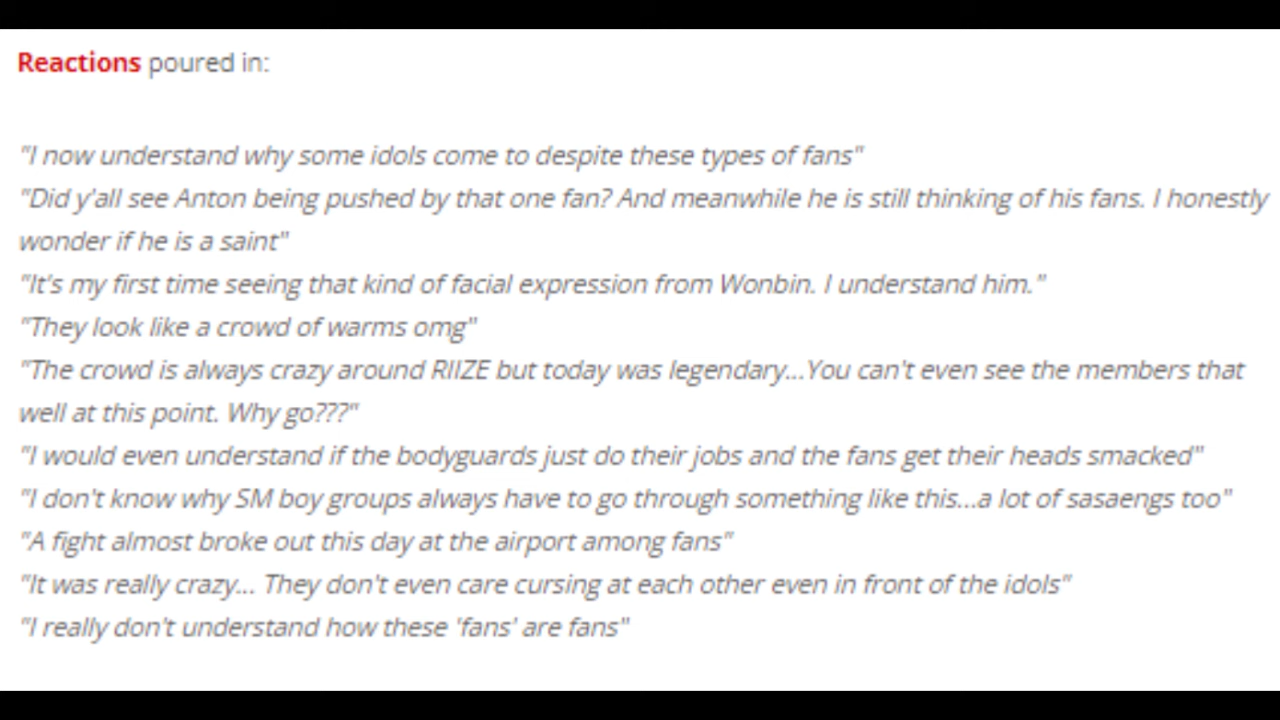 Reactions poured in:
"I now understand why some idols come to despite these types of fans"
"Did y'all see Anton being pushed by that one fan? And meanwhile he is still thinking of his fans. I honestly
wonder if he is a saint"
"It's my first time seeing that kind of facial expression from Wonbin. I understand him."
"They look like a crowd of warms omg"
"The crowd is always crazy around RIIZE but today was legendary...You can't even see the members that
well at this point. Why go???"
"I would even understand if the bodyguards just do their jobs and the fans get their heads smacked"
"I don't know why SM boy groups always have to go through something like this...a lot of sasaengs too"
"A fight almost broke out this day at the airport among fans"
"It was really crazy... They don't even care cursing at each other even in front of the idols"
"I really don't understand how these 'fans' are fans"